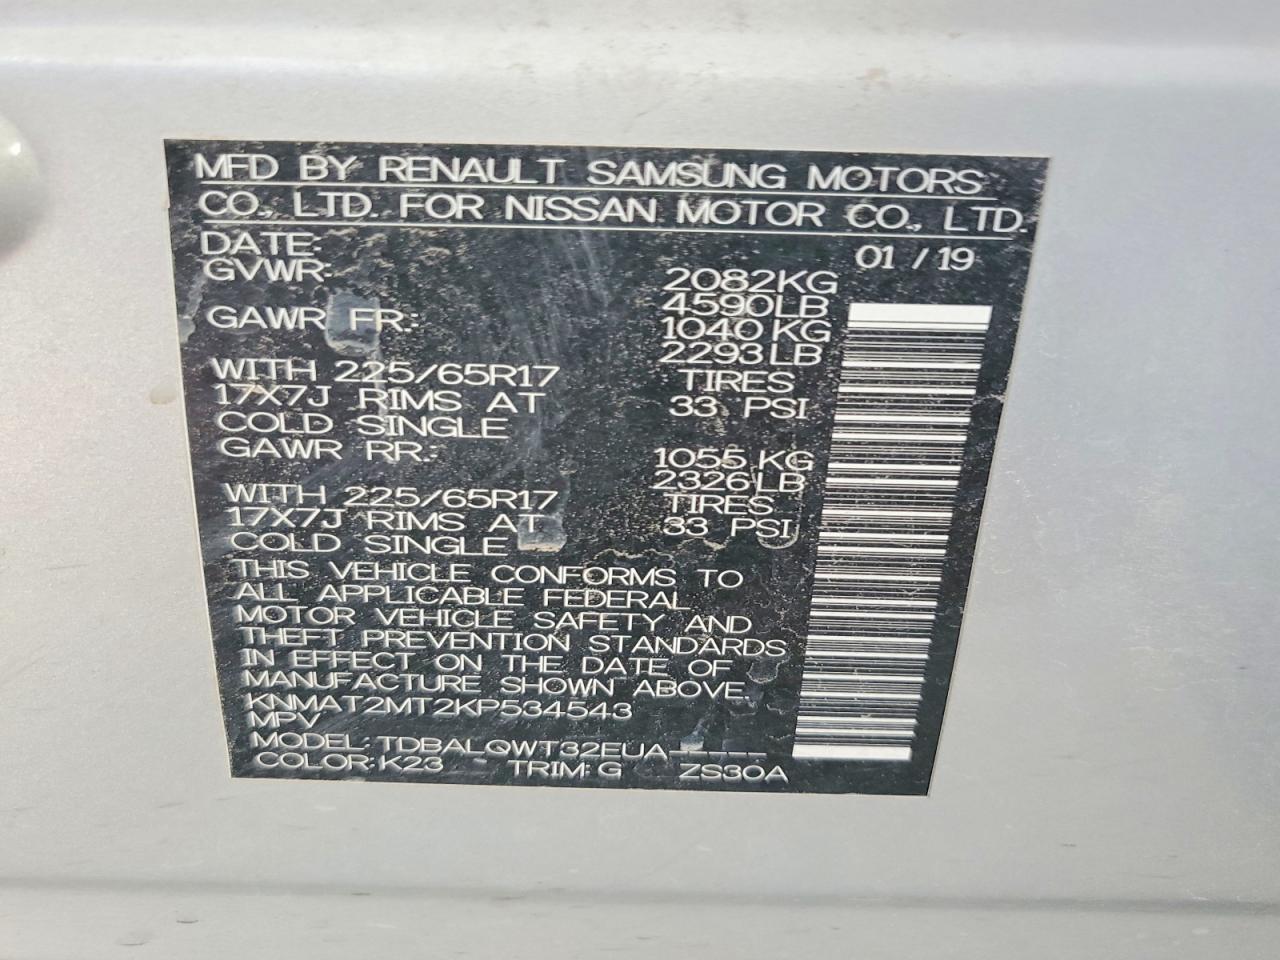 MFD BY RENAULT SAMSUNG MOTORS
CO., LTD. FOR NISSAN MOTOR CO., LTD.
DATE: 01 / 19
GVWR: 2082KG
4590LB
GAWR FR: 1040 KG
2293LB
WITH 225/65R17 TIRES
17X7J RIMS AT 33 PSI
COLD SINGLE
GAWR RR: 1055 KG
2326LB
WITH 225/65R17 TIRES
17X7J RIMS AT 33 PSI
COLD SINGLE
THIS VEHICLE CONFORMS TO
ALL APPLICABLE FEDERAL
MOTOR VEHICLE SAFETY AND
THEFT PREVENTION STANDARDS
IN EFFECT ON THE DATE OF
MANUFACTURE SHOWN ABOVE.
KNMAT2MT2KP534543
MPV
MODEL: TDBALQWT32EUA-----
COLOR: K23 TRIM: G ZS30A